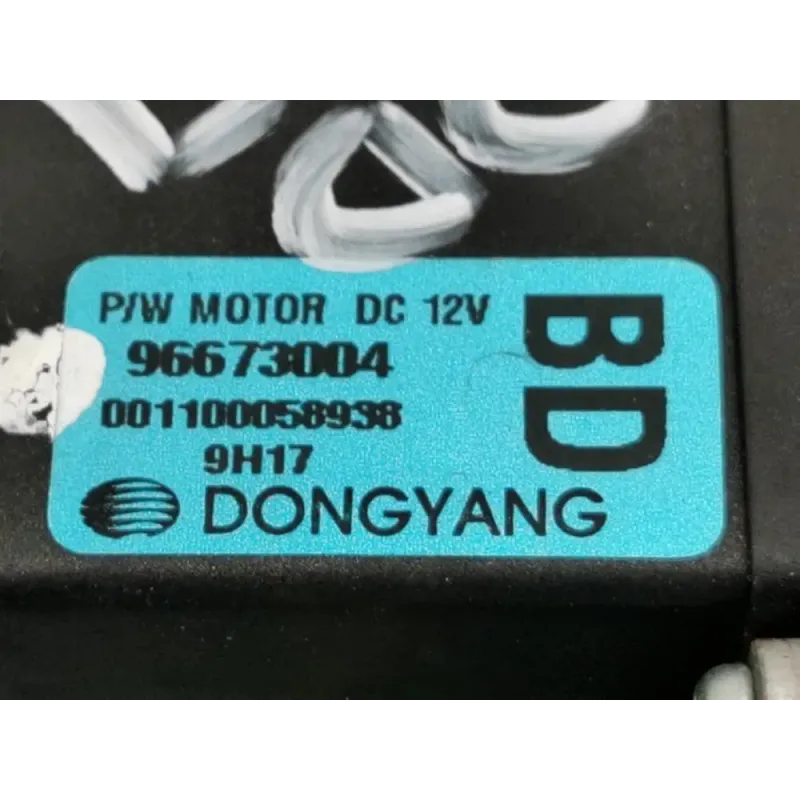 P/W MOTOR DC 12V
96673004
001100058938
9H17
DONGYANG
BD